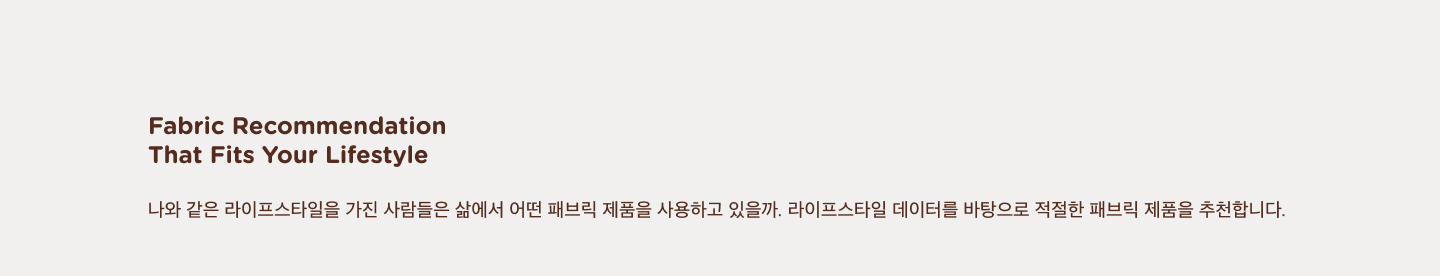 Fabric Recommendation
That Fits Your Lifestyle
나와 같은 라이프스타일을 가진 사람들은 삶에서 어떤 패브릭 제품을 사용하고 있을까. 라이프스타일 데이터를 바탕으로 적절한 패브릭 제품을 추천합니다.